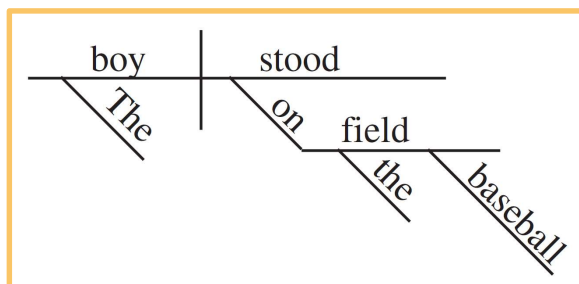 boy stood
The on field
the baseball